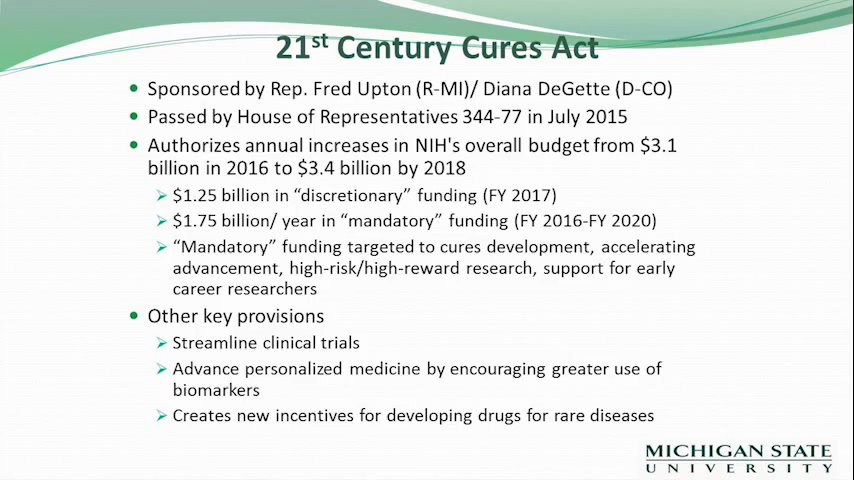 21st Century Cures Act
Sponsored by Rep. Fred Upton (R-MI)/ Diana DeGette (D-CO)
Passed by House of Representatives 344-77 in July 2015
Authorizes annual increases in NIH's overall budget from $3.1
billion in 2016 to $3.4 billion by 2018
$1.25 billion in “discretionary” funding (FY 2017)
$1.75 billion/ year in “mandatory” funding (FY 2016-FY 2020)
“Mandatory” funding targeted to cures development, accelerating
advancement, high-risk/high-reward research, support for early
career researchers
Other key provisions
Streamline clinical trials
Advance personalized medicine by encouraging greater use of
biomarkers
Creates new incentives for developing drugs for rare diseases
MICHIGAN STATE
UNIVERSITY